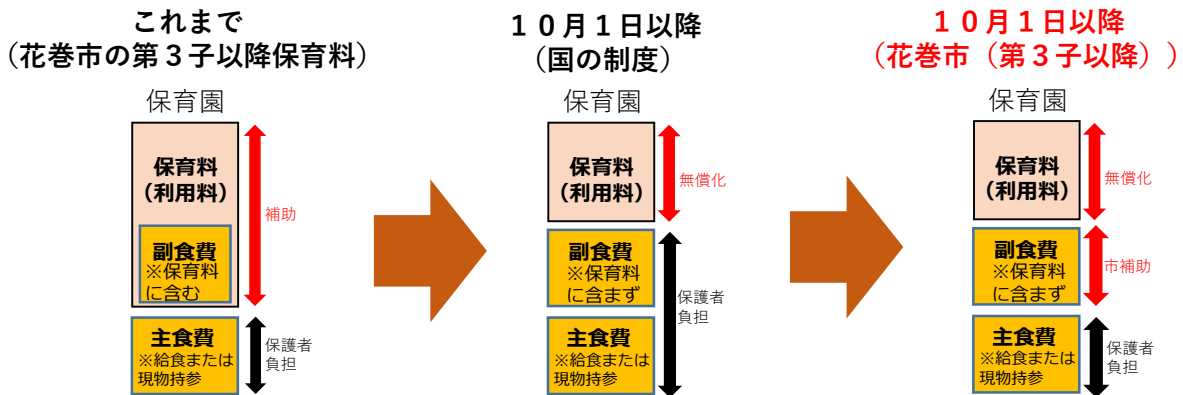 これまで
（花巻市の第３子以降保育料）
保育園
保育料
（利用料）
副食費
※保育料
に含む
補助
主食費
※給食または
現物持参
保護者
負担
１０月１日以降
（国の制度）
保育園
保育料
（利用料）
無償化
副食費
※保育料
に含まず
主食費
※給食または
現物持参
保護者
負担
１０月１日以降
（花巻市（第３子以降））
保育園
保育料
（利用料）
無償化
副食費
※保育料
に含まず
市補助
主食費
※給食または
現物持参
保護者
負担